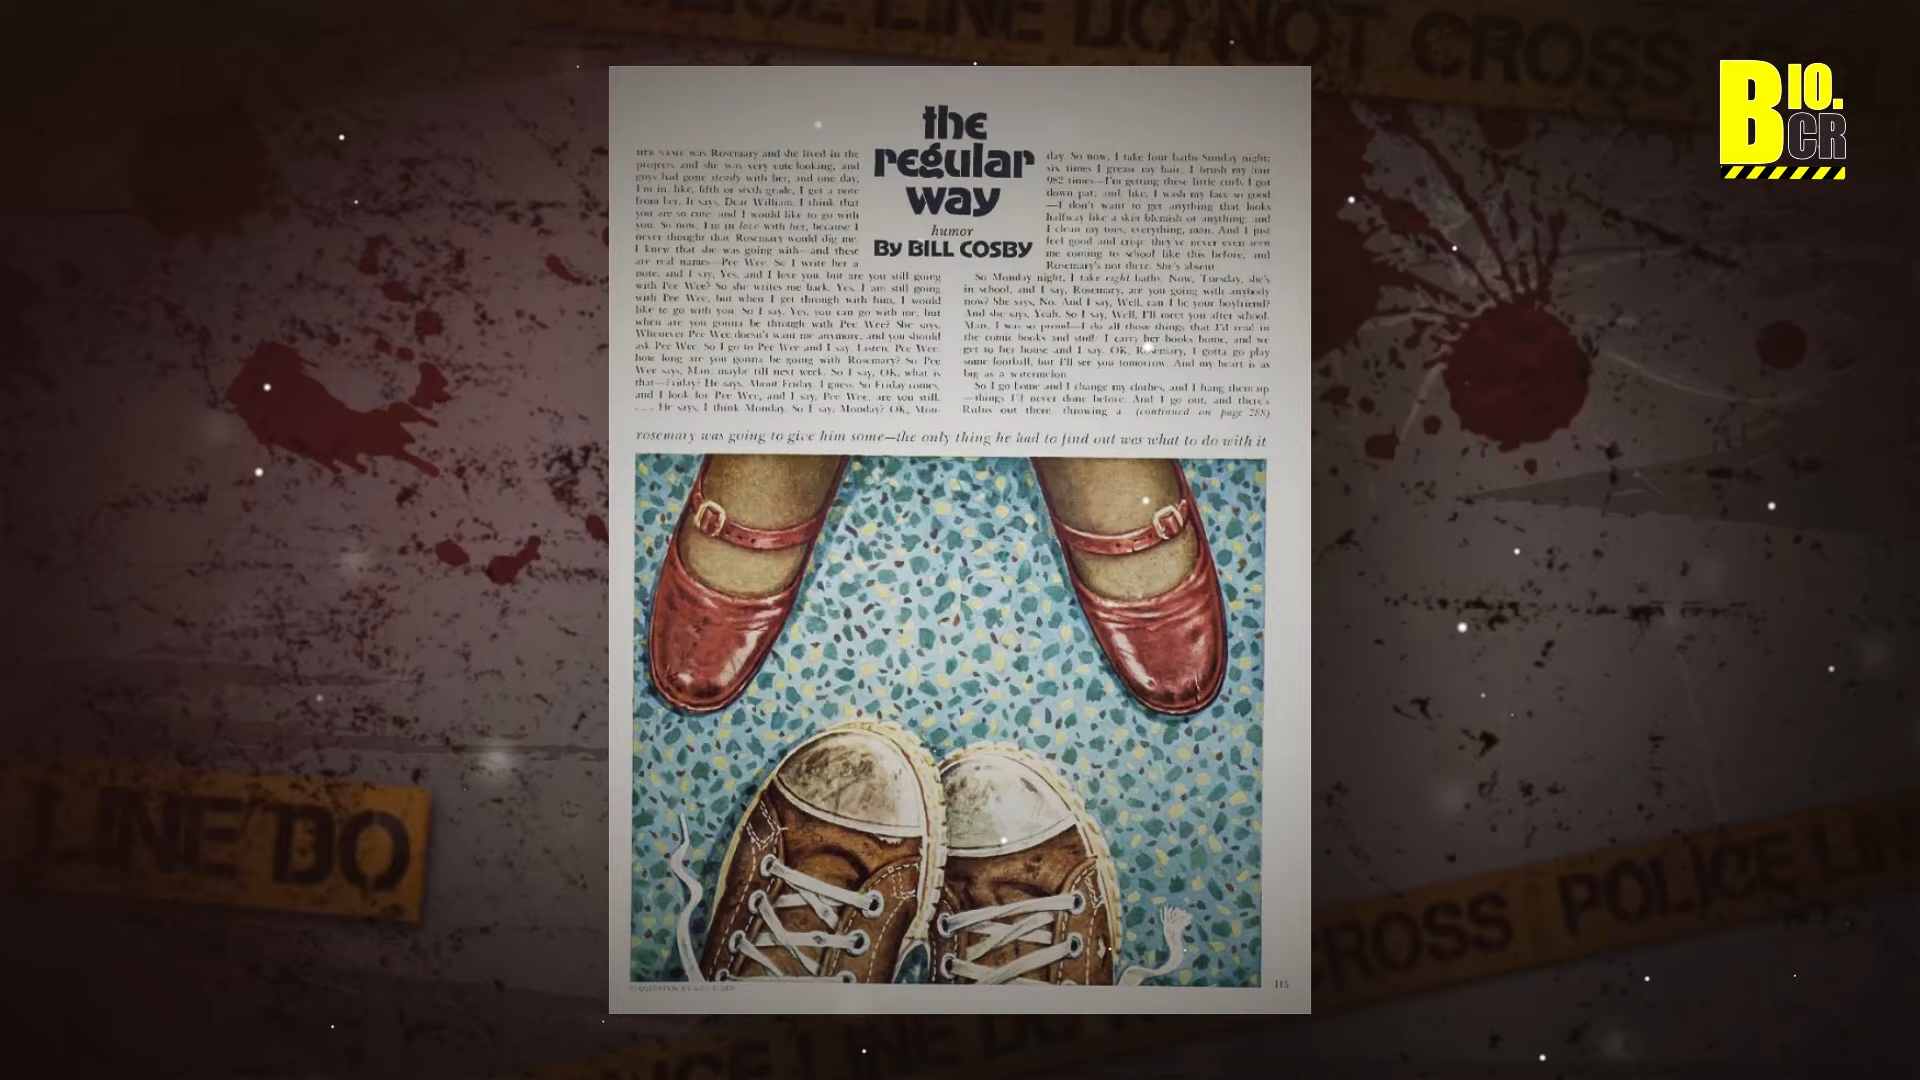 LICE LINE DO NOT CROSS
BIO.
CR
the
regular
way
humor
By BILL COSBY
HER NAME was Rosemary and she lived in the
projects and she was very cute looking, and
guys had gone steady with her, and one day,
I'm in, like, fifth or sixth grade, I get a note
from her. It says, Dear William, I think that
you are so cute and I would like to go with
you. So now, I'm in love with her, because I
never thought that Rosemary would dig me.
I knew that she was going with—and these
are real names—Pee Wee. So I write her a
note, and I say, Yes, and I love you, but are you still going
with Pee Wee? So she writes me back, Yes, I am still going
with Pee Wee, but when I get through with him, I would
like to go with you. So I say, Yes, you can go with me, but
when are you gonna be through with Pee Wee? She says,
Whenever Pee Wee doesn't want me anymore, and you should
ask Pee Wee. So I go to Pee Wee and I say, Listen, Pee Wee,
how long are you gonna be going with Rosemary? So Pee
Wee says, Man, maybe till next week. So I say, OK, what is
that—Friday? He says, About Friday, I guess. So Friday comes,
and I look for Pee Wee, and I say, Pee Wee, are you still.
. . . He says, I think Monday. So I say, Monday? OK, Mon-
day. So now, I take four baths Sunday night;
six times I grease my hair; I brush my hair
982 times—I'm getting these little curls I got
down pat; and, like, I wash my face so good
—I don't want to get anything that looks
halfway like a skin blemish or anything; and
I clean my toes, everything, man. And I just
feel good and crisp; they've never even seen
me coming to school like this before, and
Rosemary's not there. She's absent.
So Monday night, I take eight baths. Now, Tuesday, she's
in school, and I say, Rosemary, are you going with anybody
now? She says, No. And I say, Well, can I be your boyfriend?
And she says, Yeah. So I say, Well, I'll meet you after school.
Man, I was so proud—I do all those things that I'd read in
the comic books and stuff: I carry her books home, and we
get to her house and I say, OK, Rosemary, I gotta go play
some football, but I'll see you tomorrow. And my heart is as
big as a watermelon.
So I go home and I change my clothes, and I hang them up
—things I'd never done before. And I go out, and there's
Rufus out there, throwing a (continued on page 288)
rosemary was going to give him some—the only thing he had to find out was what to do with it
LINE DO
CROSS POLICE LIN
115